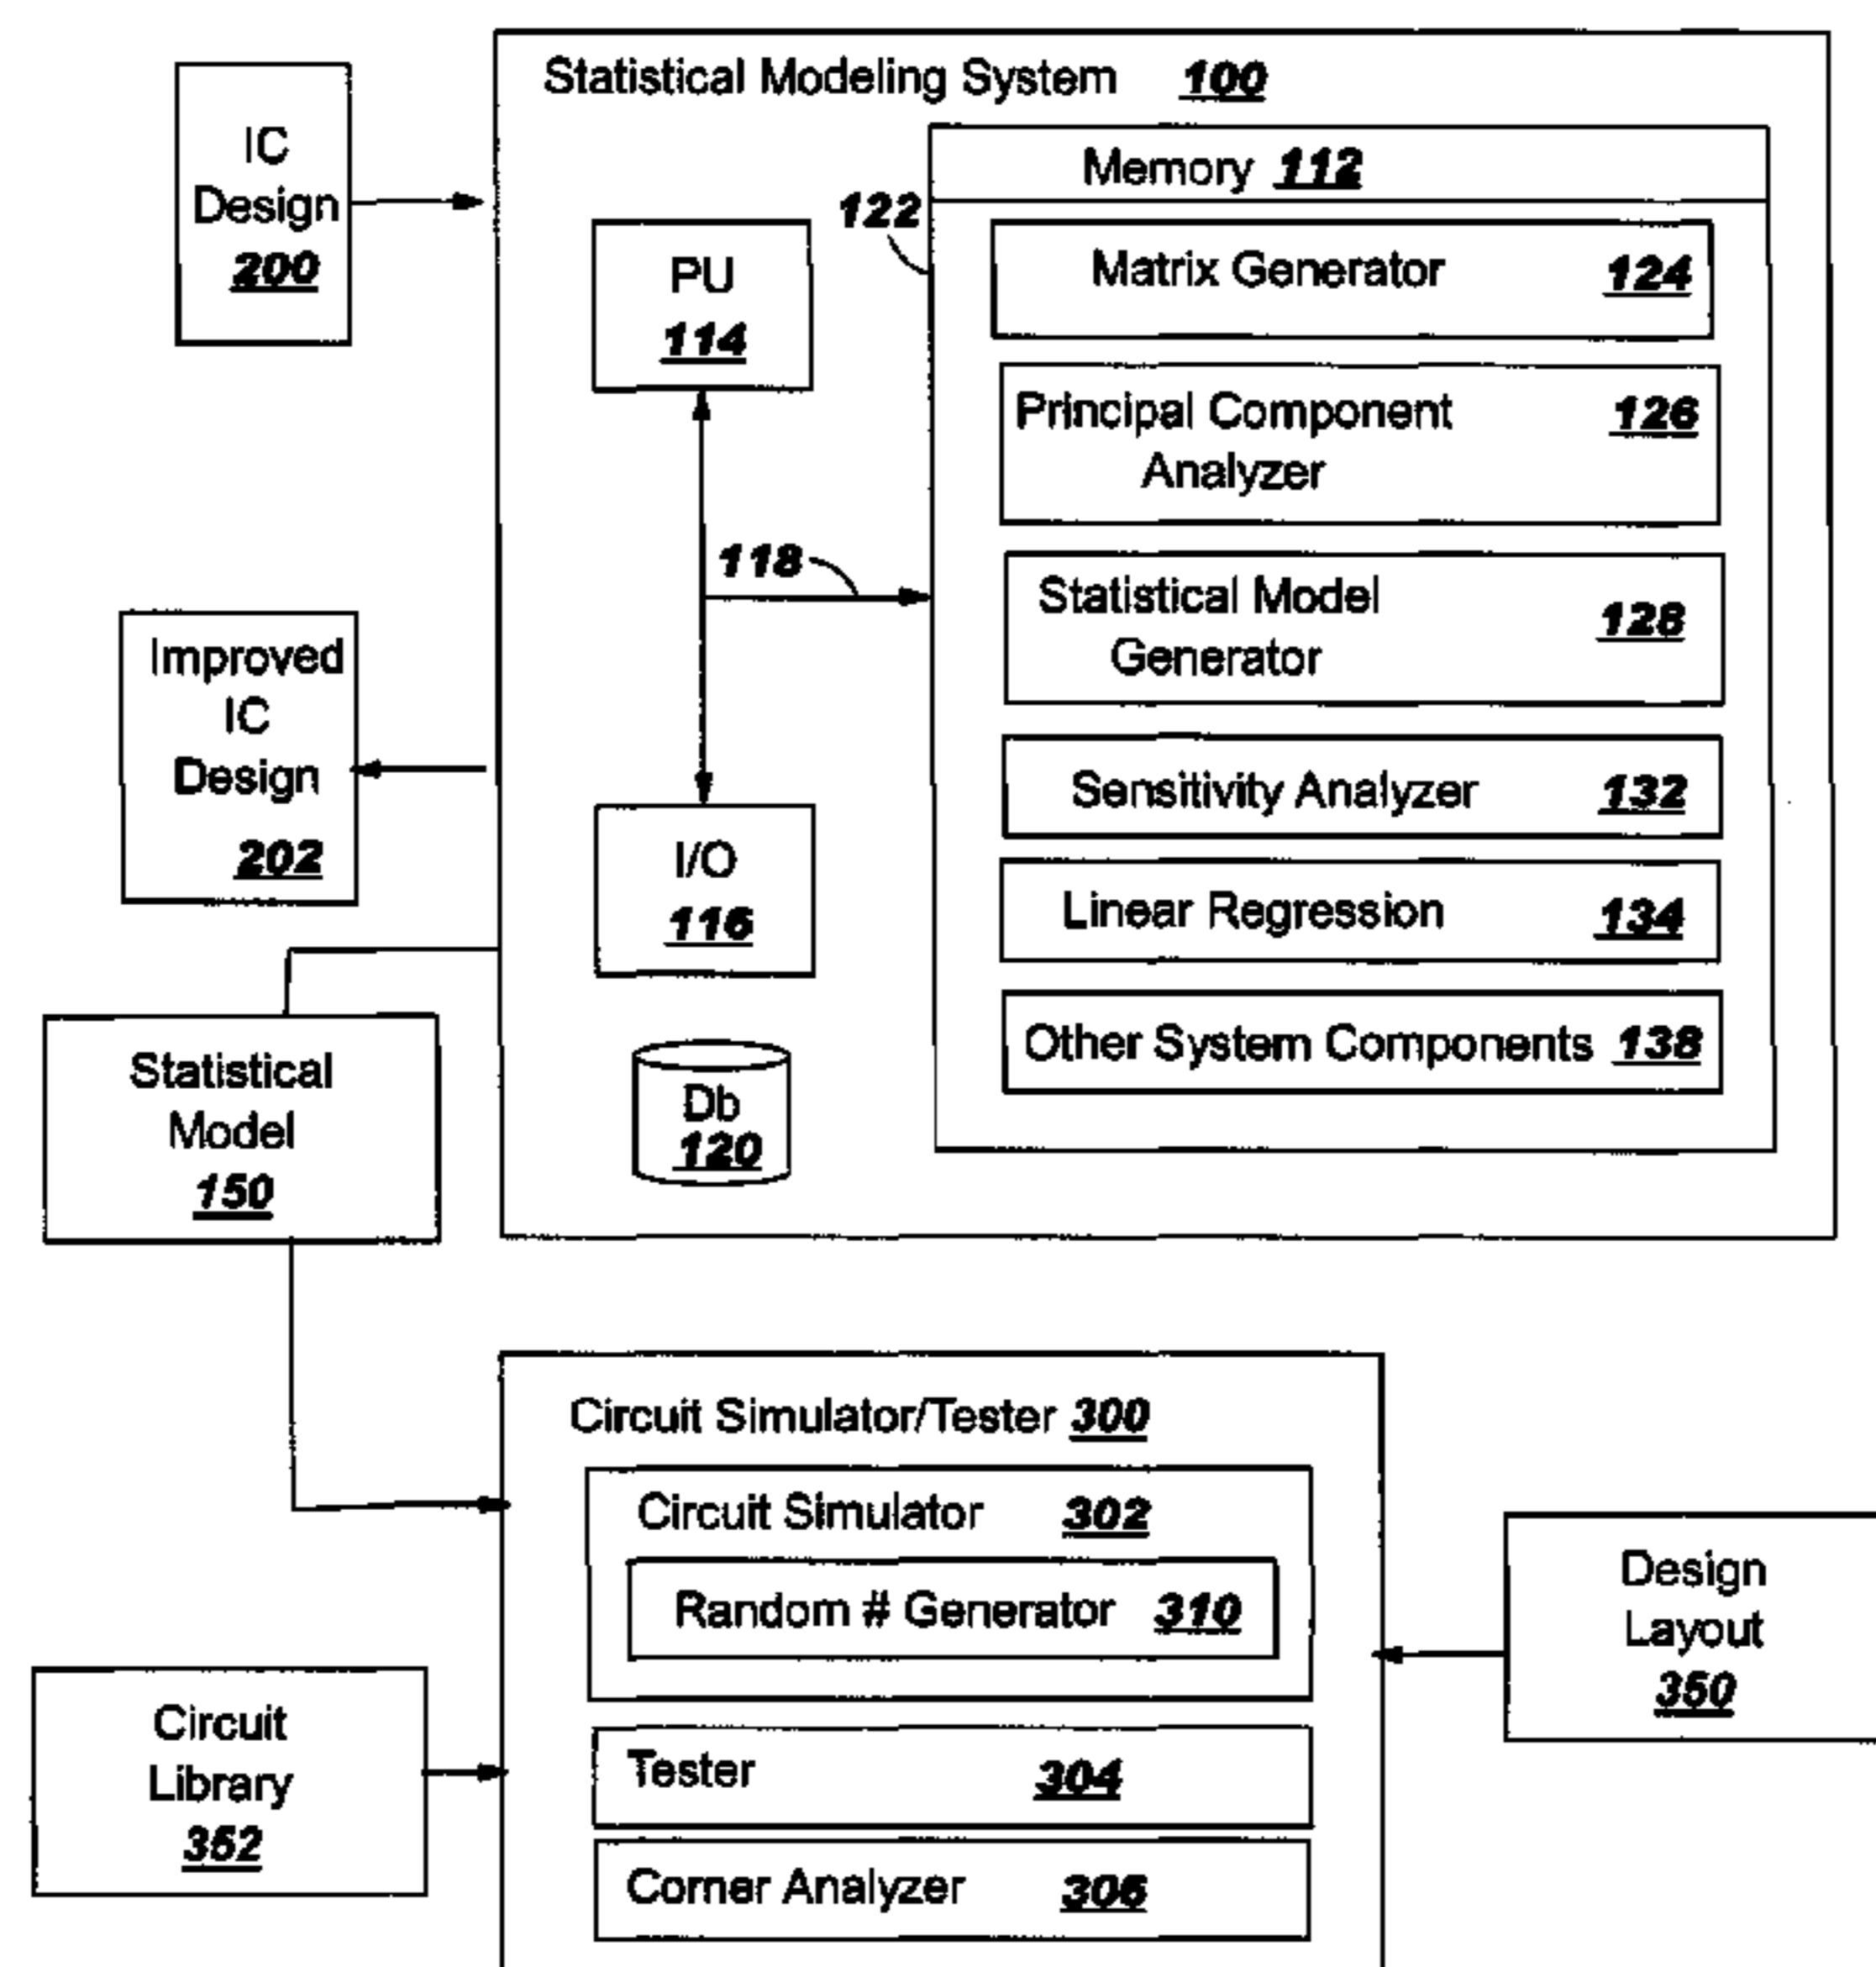 Statistical Modeling System 100
IC
Design
200
Memory 112
122
Matrix Generator 124
PU
114
Principal Component 126
Analyzer
118
Statistical Model 128
Generator
Improved
IC
Design
202
Sensitivity Analyzer 132
I/O
116
Linear Regression 134
Other System Components 138
Statistical
Model
150
Db
120
Circuit Simulator/Tester 300
Circuit Simulator 302
Random # Generator 310
Design
Layout
350
Circuit
Library
352
Tester 304
Corner Analyzer 306